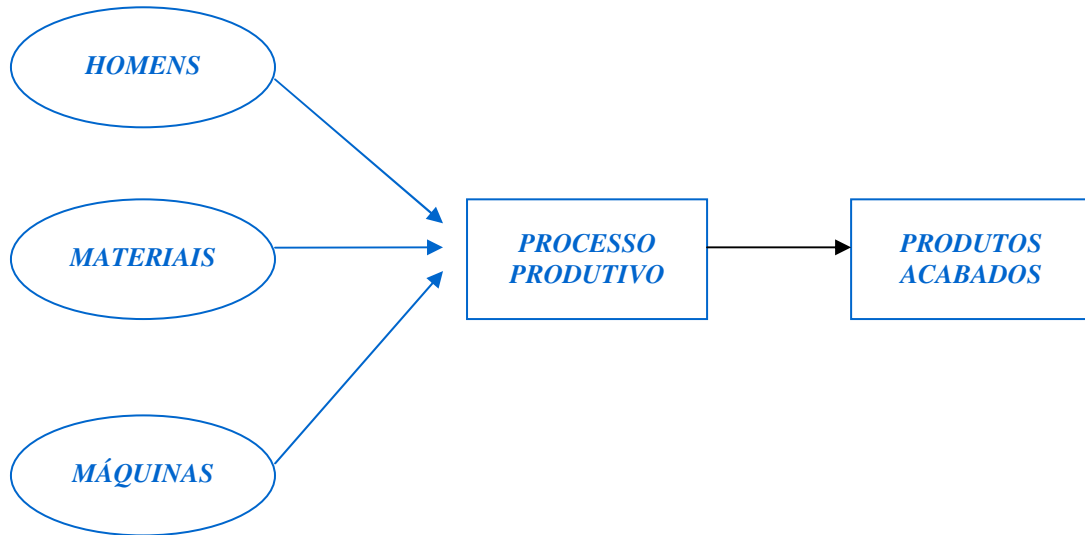 HOMENS
MATERIAIS
MÁQUINAS
PROCESSO
PRODUTIVO
PRODUTOS
ACABADOS